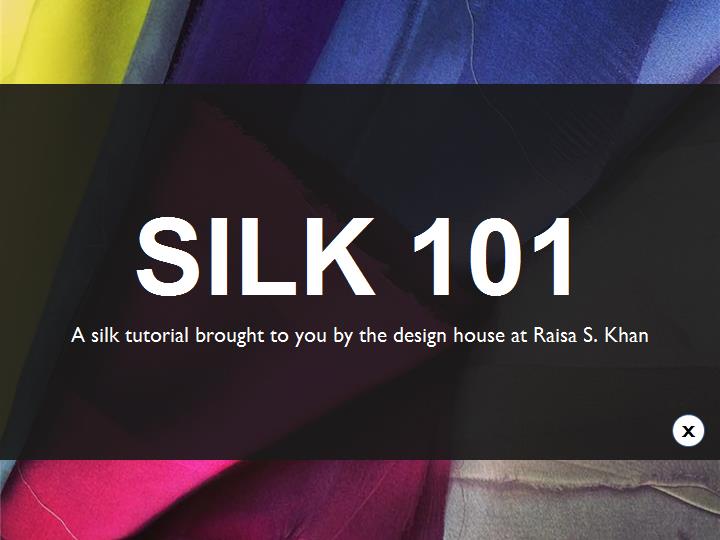 SILK 101
A silk tutorial brought to you by the design house at Raisa S. Khan
x